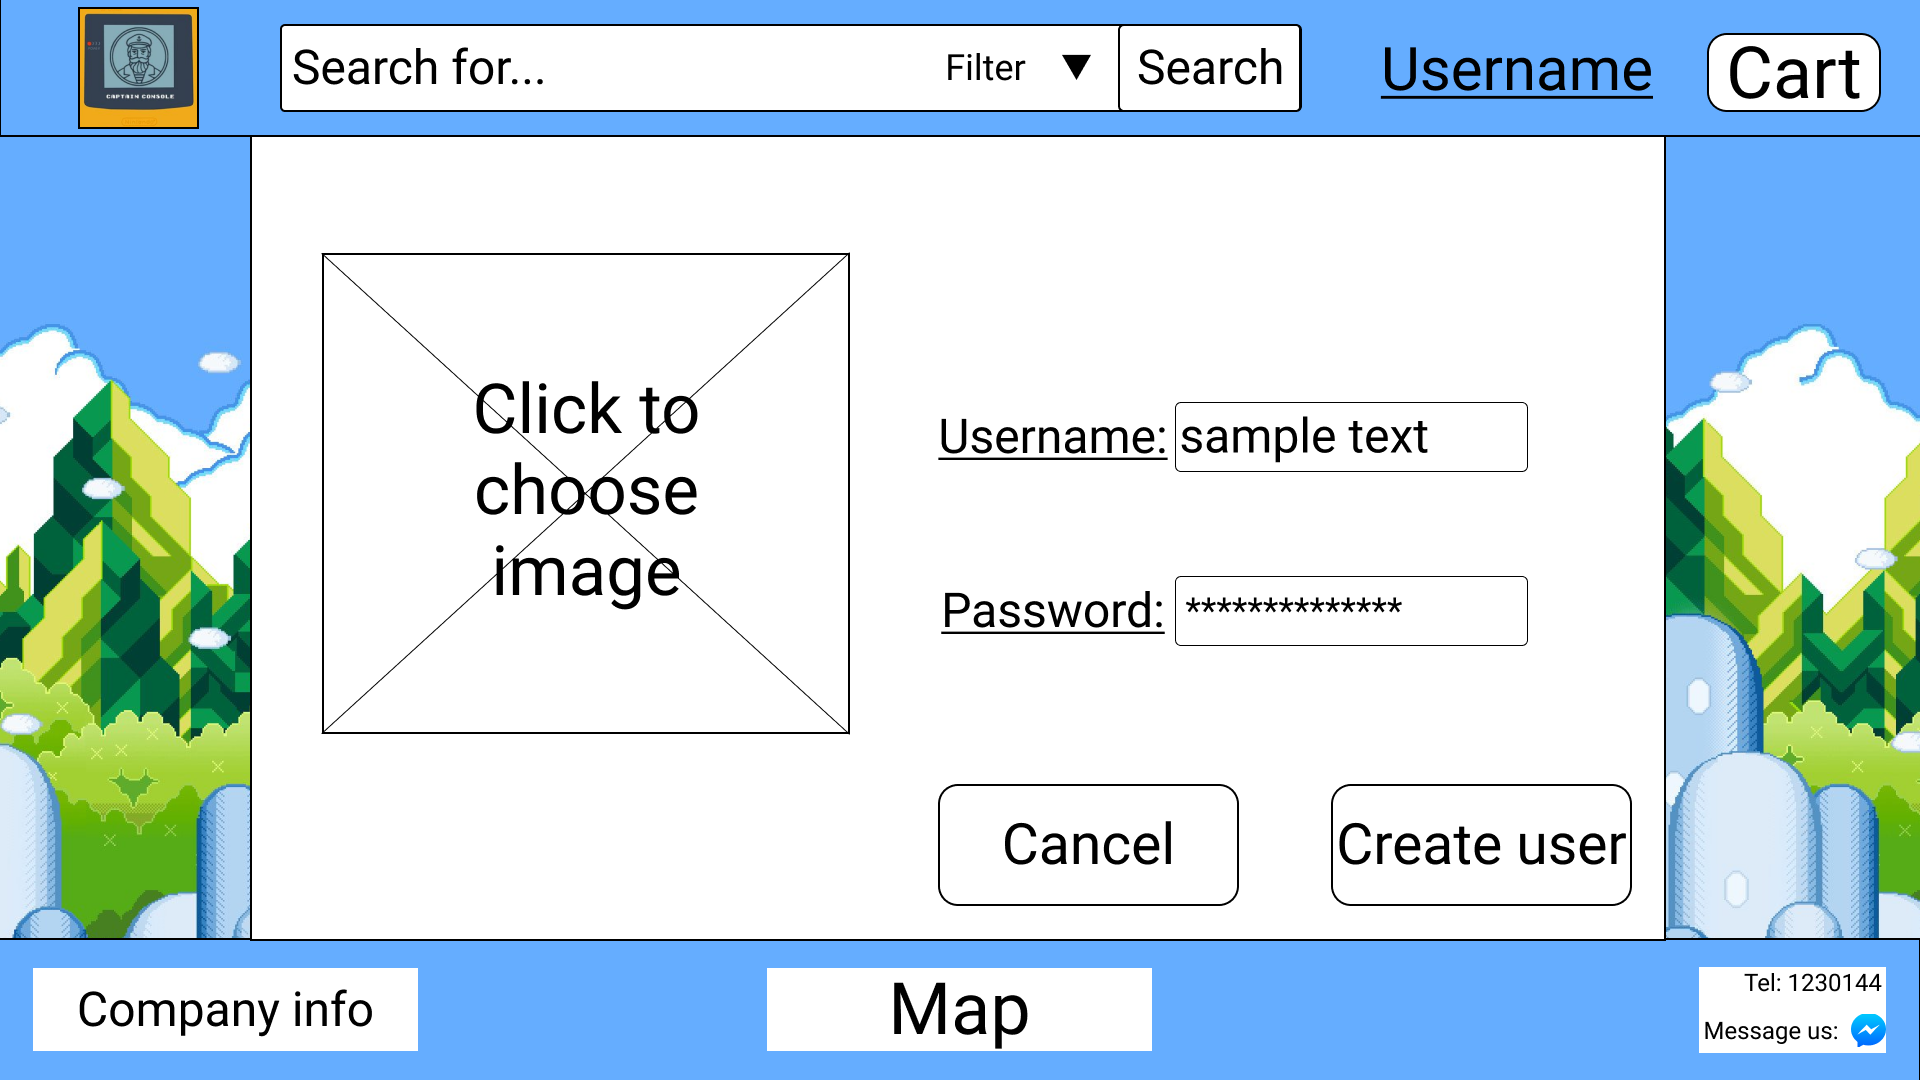 CAPTAIN CONSOLE
Search for...
Filter
Search
Username
Cart
Click to
choose
image
Username:
sample text
Password:
**************
Cancel
Create user
Company info
Map
Tel: 1230144
Message us: